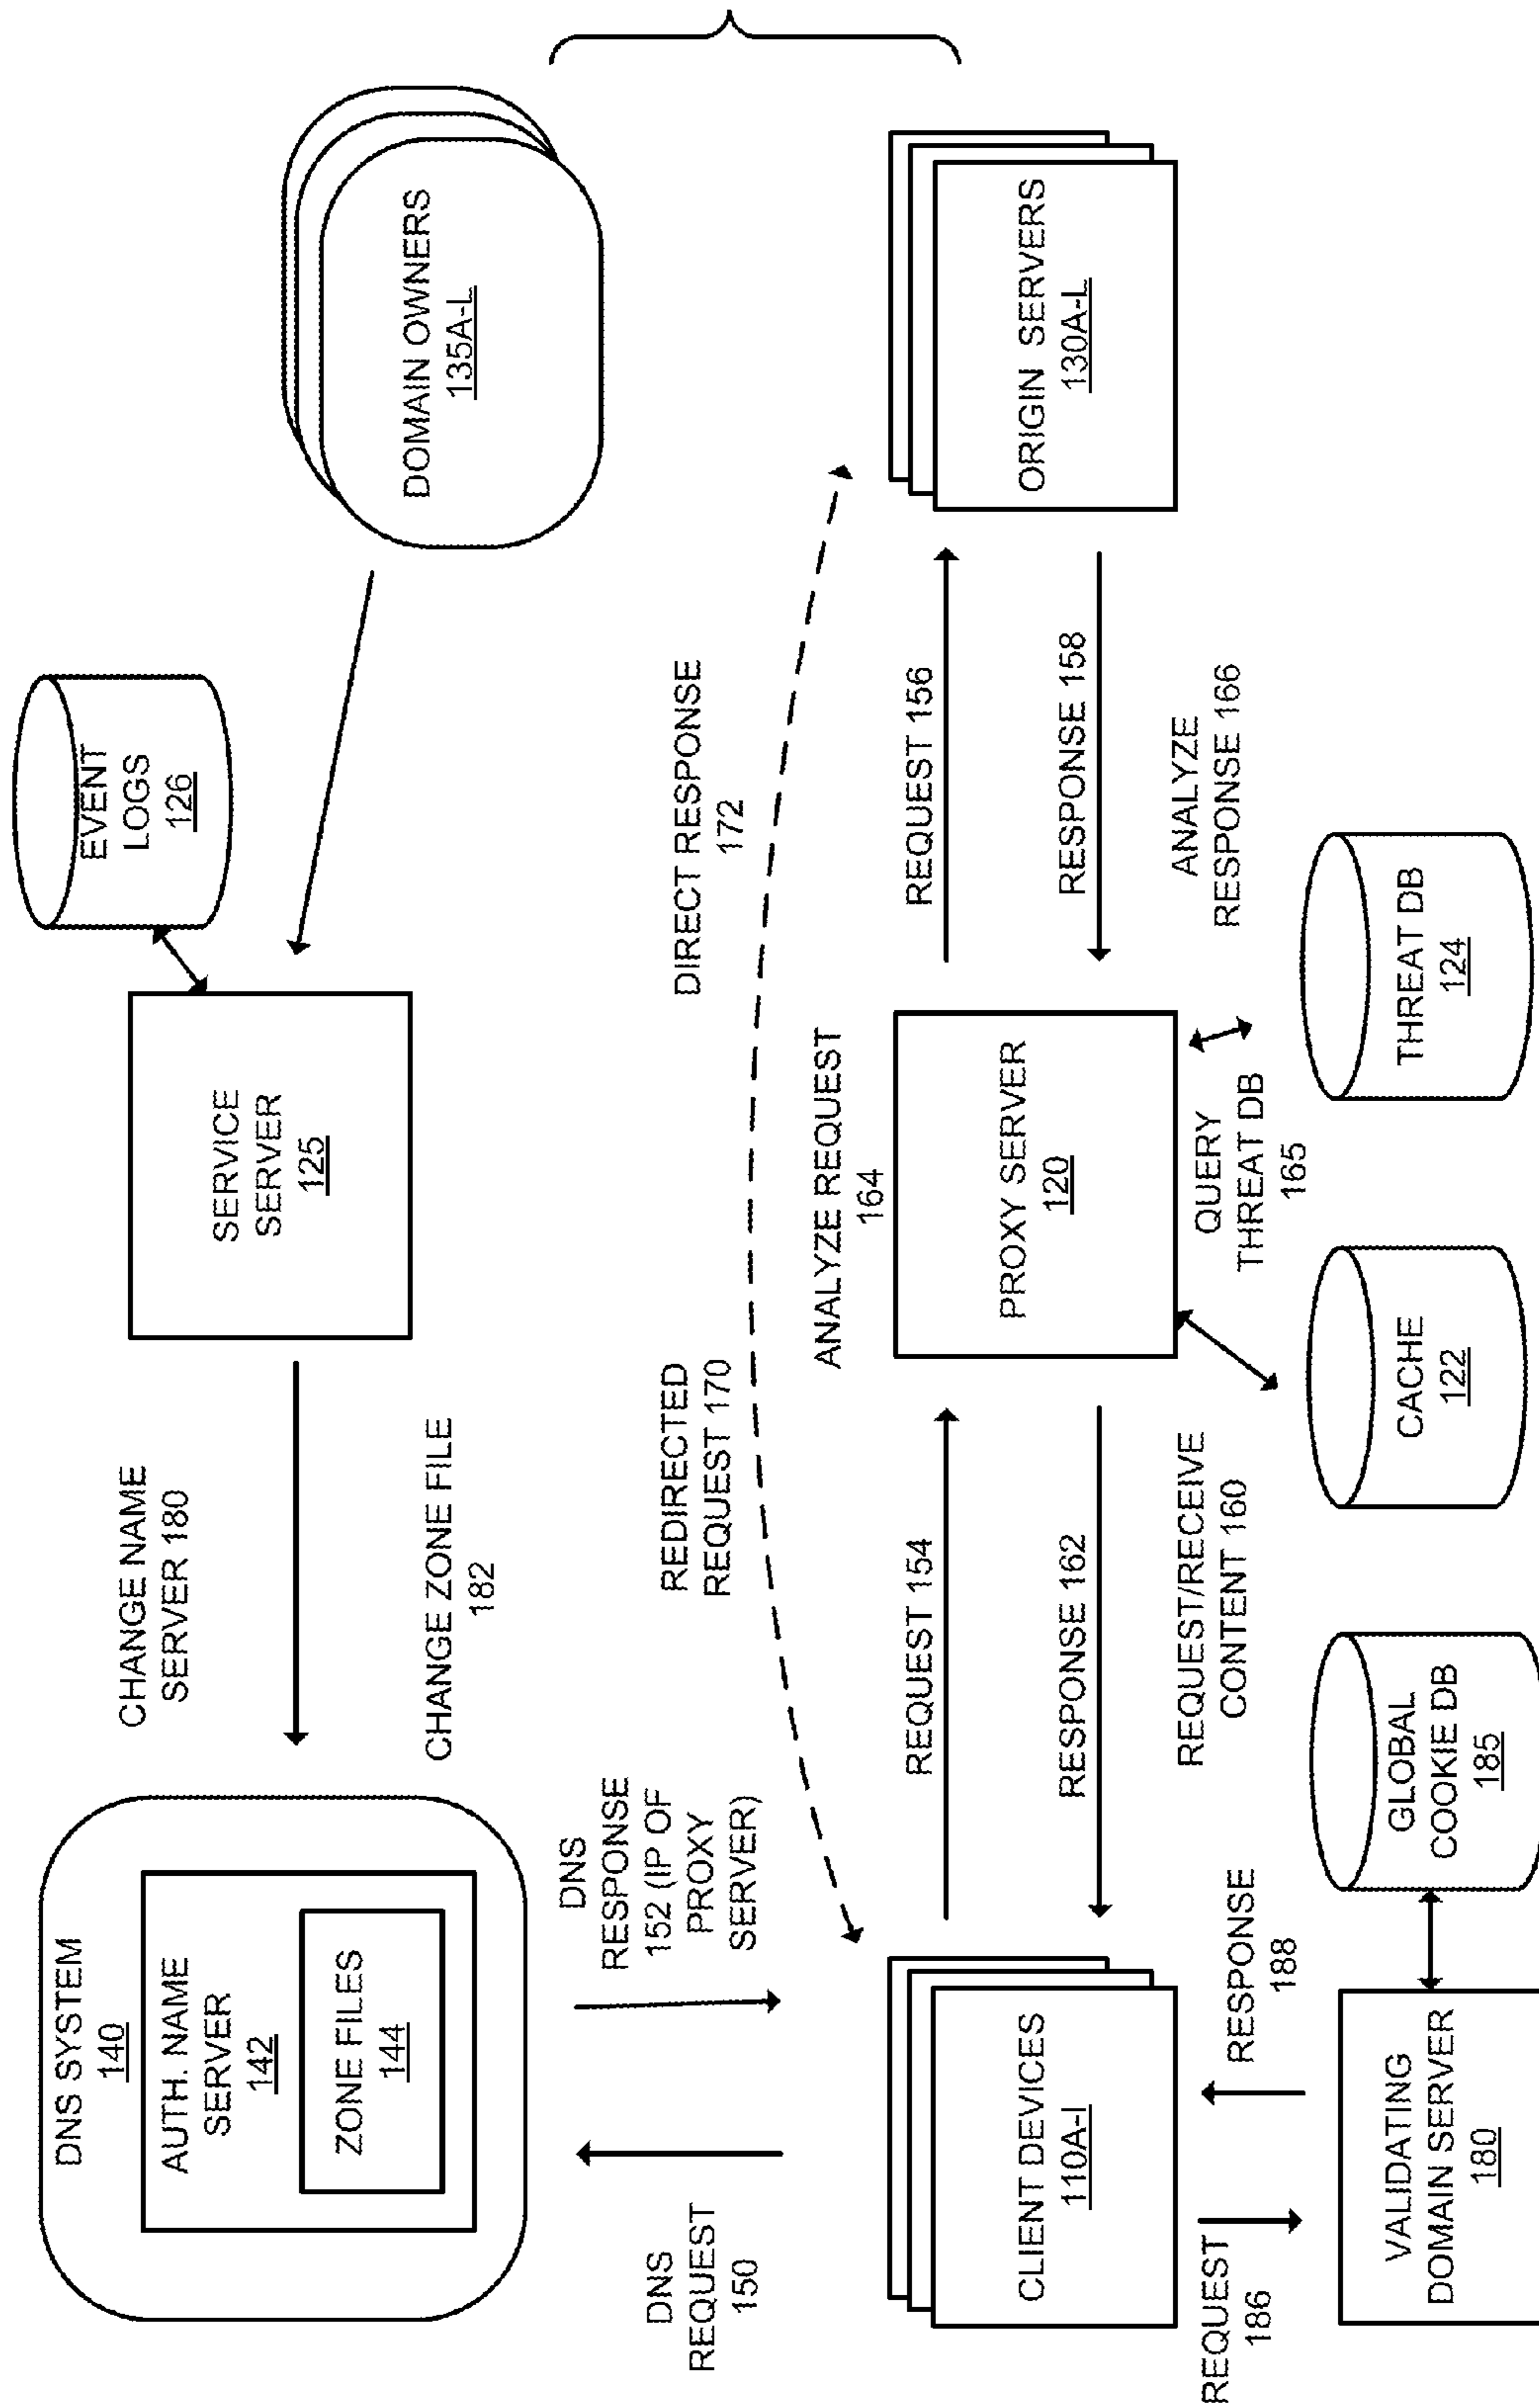 DNS SYSTEM
140
AUTH. NAME
SERVER
142
ZONE FILES
144
CHANGE NAME
SERVER 180
CHANGE ZONE FILE
182
SERVICE
SERVER
125
EVENT
LOGS
126
DOMAIN OWNERS
135A-L
DNS
REQUEST
150
DNS
RESPONSE
152 (IP OF
PROXY
SERVER)
REDIRECTED
REQUEST 170
DIRECT RESPONSE
172
CLIENT DEVICES
110A-I
REQUEST 154
RESPONSE 162
REQUEST/RECEIVE
CONTENT 160
ANALYZE REQUEST
164
PROXY SERVER
120
QUERY
THREAT DB
165
REQUEST 156
RESPONSE 158
ANALYZE
RESPONSE 166
ORIGIN SERVERS
130A-L
REQUEST
186
RESPONSE
188
VALIDATING
DOMAIN SERVER
180
GLOBAL
COOKIE DB
185
CACHE
122
THREAT DB
124